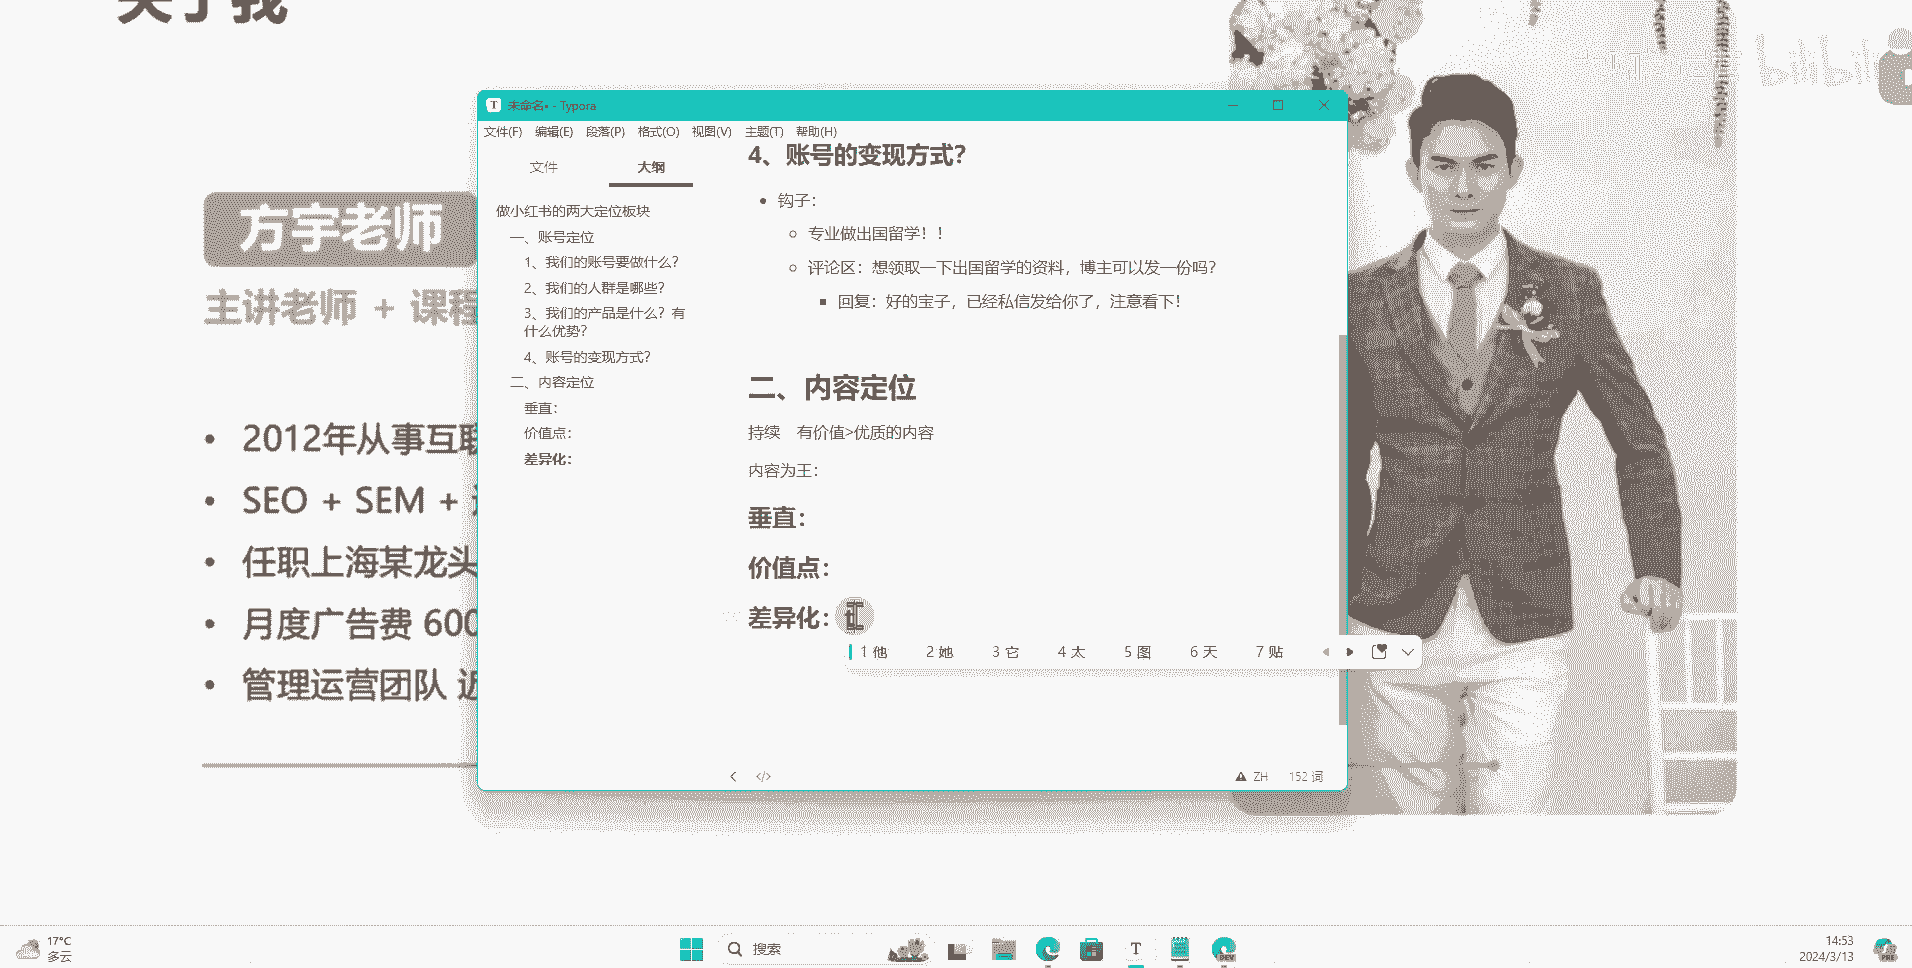 关于我
bilibili
方宇老师
主讲老师 + 课程
2012年从事互联
SEO + SEM +
任职上海某龙头
月度广告费 600
管理运营团队 近
未命名• - Typora
文件(F) 编辑(E) 段落(P) 格式(O) 视图(V) 主题(T) 帮助(H)
文件 大纲
做小红书的两大定位板块
一、账号定位
1、我们的账号要做什么?
2、我们的人群是哪些?
3、我们的产品是什么?有
什么优势?
4、账号的变现方式?
二、内容定位
垂直:
价值点:
差异化:
4、账号的变现方式?
钩子:
专业做出国留学!!
评论区:想领取一下出国留学的资料,博主可以发一份吗?
回复:好的宝子,已经私信发给你了,注意看下!
二、内容定位
持续 有价值>优质的内容
内容为王:
垂直:
价值点:
差异化:t
1 他 2 她 3 它 4 太 5 图 6 天 7 贴
</> ZH 152 词
17°C
多云
搜索
DEV
14:53
2024/3/13
PRE